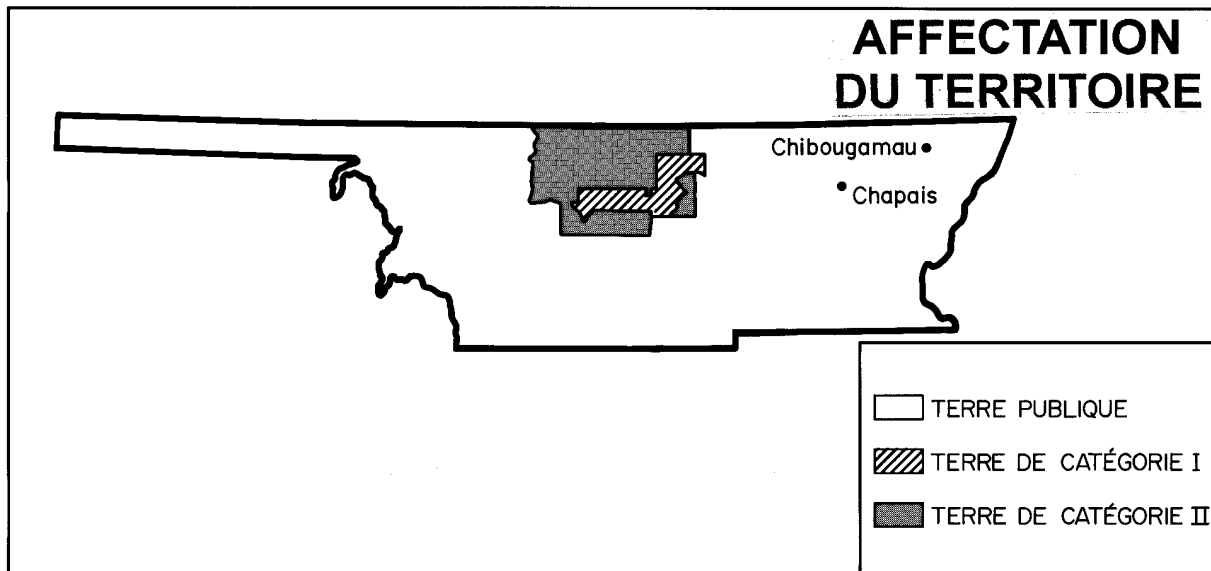 AFFECTATION
DU TERRITOIRE
Chibougamau
Chapais
TERRE PUBLIQUE
TERRE DE CATÉGORIE I
TERRE DE CATÉGORIE II